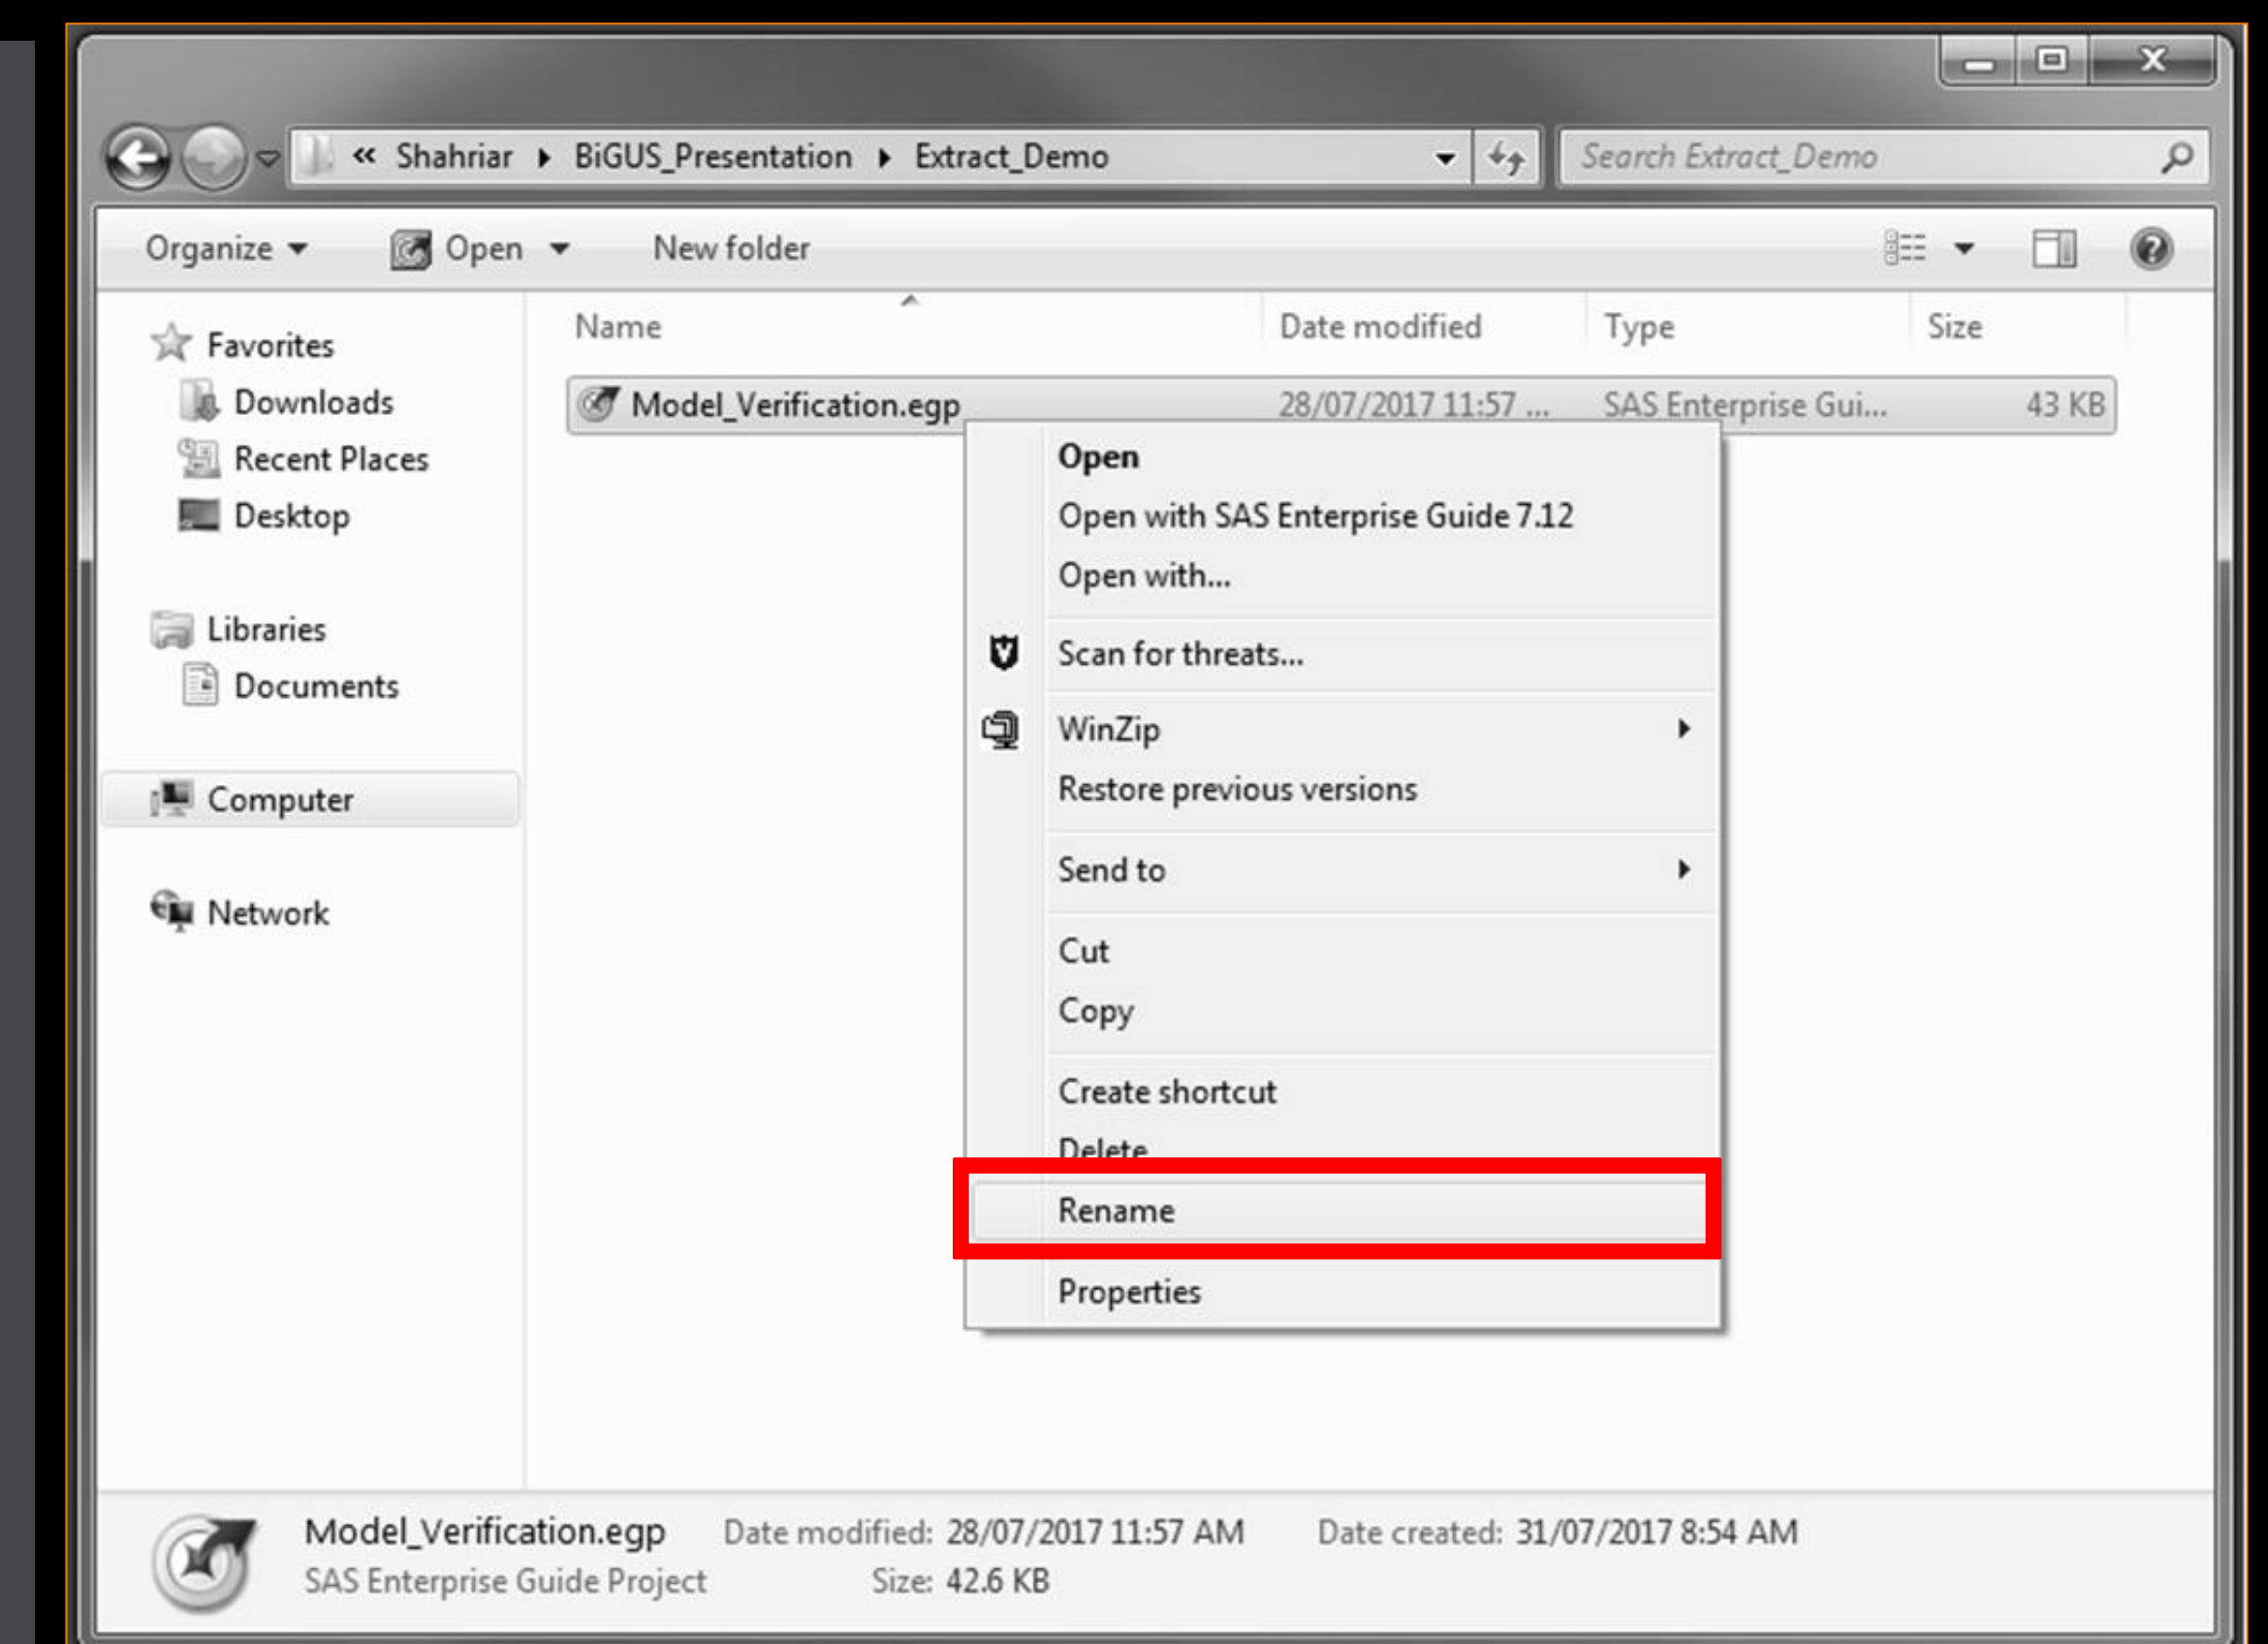 « Shahriar ▸ BiGUS_Presentation ▸ Extract_Demo
Search Extract_Demo
Organize Open New folder
Name Date modified Type Size
Favorites
Downloads
Recent Places
Desktop
Libraries
Documents
Computer
Network
Model_Verification.egp 28/07/2017 11:57 ... SAS Enterprise Gui... 43 KB
Open
Open with SAS Enterprise Guide 7.12
Open with...
Scan for threats...
WinZip
Restore previous versions
Send to
Cut
Copy
Create shortcut
Delete
Rename
Properties
Model_Verification.egp Date modified: 28/07/2017 11:57 AM Date created: 31/07/2017 8:54 AM
SAS Enterprise Guide Project Size: 42.6 KB